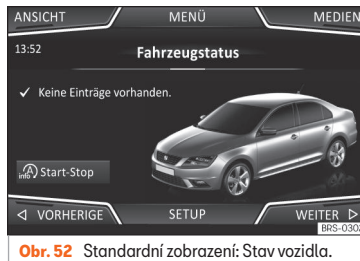 ANSICHT MENÜ MEDIEN
13:52 Fahrzeugstatus
✓ Keine Einträge vorhanden.
info Start-Stop
◁ VORHERIGE SETUP WEITER ▷
BRS-0302
Obr. 52 Standardní zobrazení: Stav vozidla.